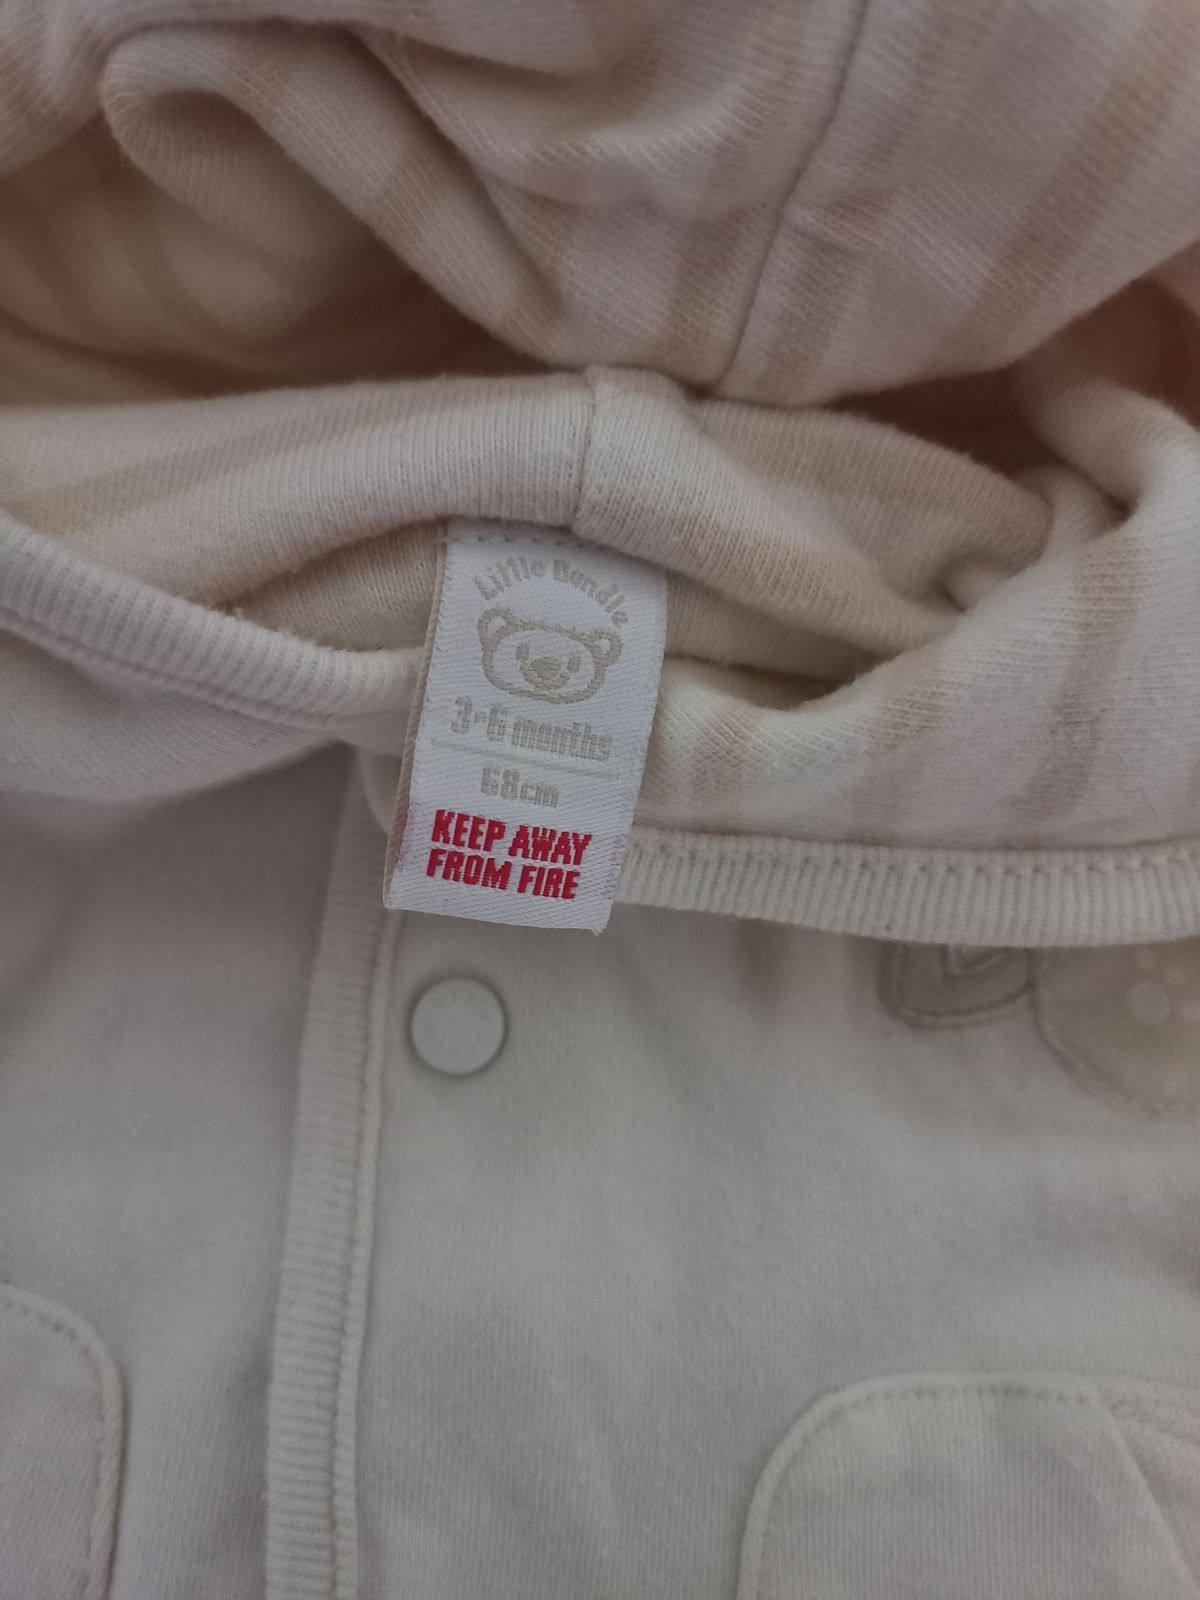 Little Bundle
3-6 months
68cm
KEEP AWAY
FROM FIRE